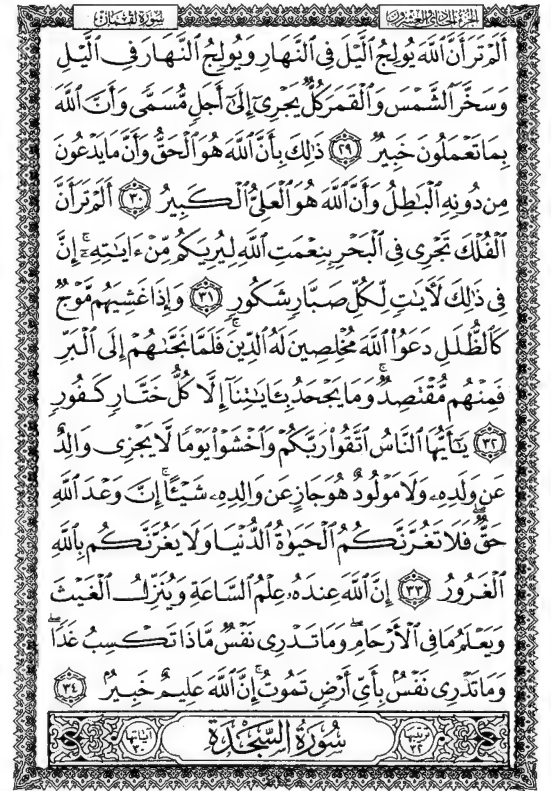 الجزء الحادي والعشرون
سورة لقمان
أَلَمْ تَرَ أَنَّ ٱللَّهَ يُولِجُ ٱلَّيْلَ فِى ٱلنَّهَارِ وَيُولِجُ ٱلنَّهَارَ فِى ٱلَّيْلِ
وَسَخَّرَ ٱلشَّمْسَ وَٱلْقَمَرَ كُلٌّ يَجْرِىٓ إِلَىٰٓ أَجَلٍ مُّسَمًّى وَأَنَّ ٱللَّهَ
بِمَا تَعْمَلُونَ خَبِيرٌ ٢٩ ذَٰلِكَ بِأَنَّ ٱللَّهَ هُوَ ٱلْحَقُّ وَأَنَّ مَا يَدْعُونَ
مِن دُونِهِ ٱلْبَٰطِلُ وَأَنَّ ٱللَّهَ هُوَ ٱلْعَلِىُّ ٱلْكَبِيرُ ٣٠ أَلَمْ تَرَ أَنَّ
ٱلْفُلْكَ تَجْرِى فِى ٱلْبَحْرِ بِنِعْمَتِ ٱللَّهِ لِيُرِيَكُم مِّنْ ءَايَٰتِهِۦٓ ۚ إِنَّ
فِى ذَٰلِكَ لَءَايَٰتٍ لِّكُلِّ صَبَّارٍ شَكُورٍ ٣١ وَإِذَا غَشِيَهُم مَّوْجٌ
كَٱلظُّلَلِ دَعَوُا۟ ٱللَّهَ مُخْلِصِينَ لَهُ ٱلدِّينَ فَلَمَّا نَجَّىٰهُمْ إِلَى ٱلْبَرِّ
فَمِنْهُم مُّقْتَصِدٌ ۚ وَمَا يَجْحَدُ بِـَٔايَٰتِنَآ إِلَّا كُلُّ خَتَّارٍ كَفُورٍ
٣٢ يَٰٓأَيُّهَا ٱلنَّاسُ ٱتَّقُوا۟ رَبَّكُمْ وَٱخْشَوْا۟ يَوْمًا لَّا يَجْزِى وَالِدٌ
عَن وَلَدِهِۦ وَلَا مَوْلُودٌ هُوَ جَازٍ عَن وَالِدِهِۦ شَيْـًٔا ۚ إِنَّ وَعْدَ ٱللَّهِ
حَقٌّ ۖ فَلَا تَغُرَّنَّكُمُ ٱلْحَيَوٰةُ ٱلدُّنْيَا وَلَا يَغُرَّنَّكُم بِٱللَّهِ
ٱلْغَرُورُ ٣٣ إِنَّ ٱللَّهَ عِندَهُۥ عِلْمُ ٱلسَّاعَةِ وَيُنَزِّلُ ٱلْغَيْثَ
وَيَعْلَمُ مَا فِى ٱلْأَرْحَامِ ۖ وَمَا تَدْرِى نَفْسٌ مَّاذَا تَكْسِبُ غَدًا ۖ
وَمَا تَدْرِى نَفْسٌۢ بِأَىِّ أَرْضٍ تَمُوتُ ۚ إِنَّ ٱللَّهَ عَلِيمٌ خَبِيرٌۢ ٣٤
ترتيبها ٣٢
سُورَةُ السَّجْدَةِ
آياتها ٣٠